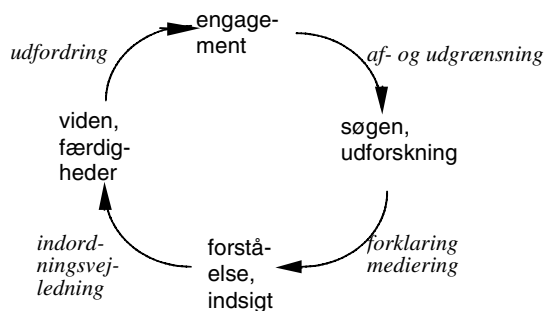 engage-
ment
udfordring
af- og udgrænsning
viden,
færdig-
heder
søgen,
udforskning
indord-
ningsvej-
ledning
forstå-
else,
indsigt
forklaring
mediering